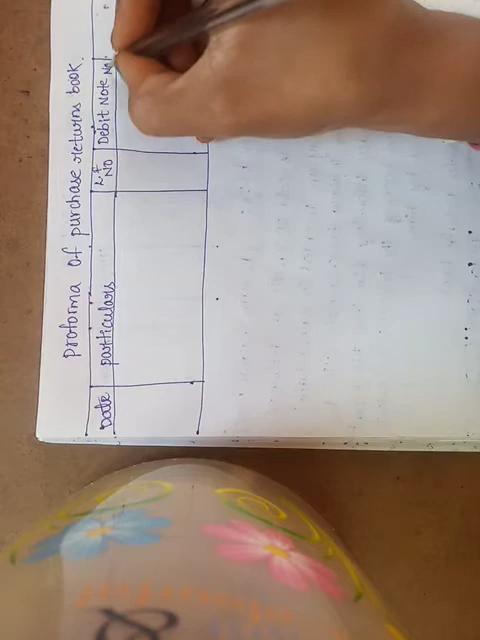 proforma of purchase returns book.
Date particulars L.f No Debit Note No